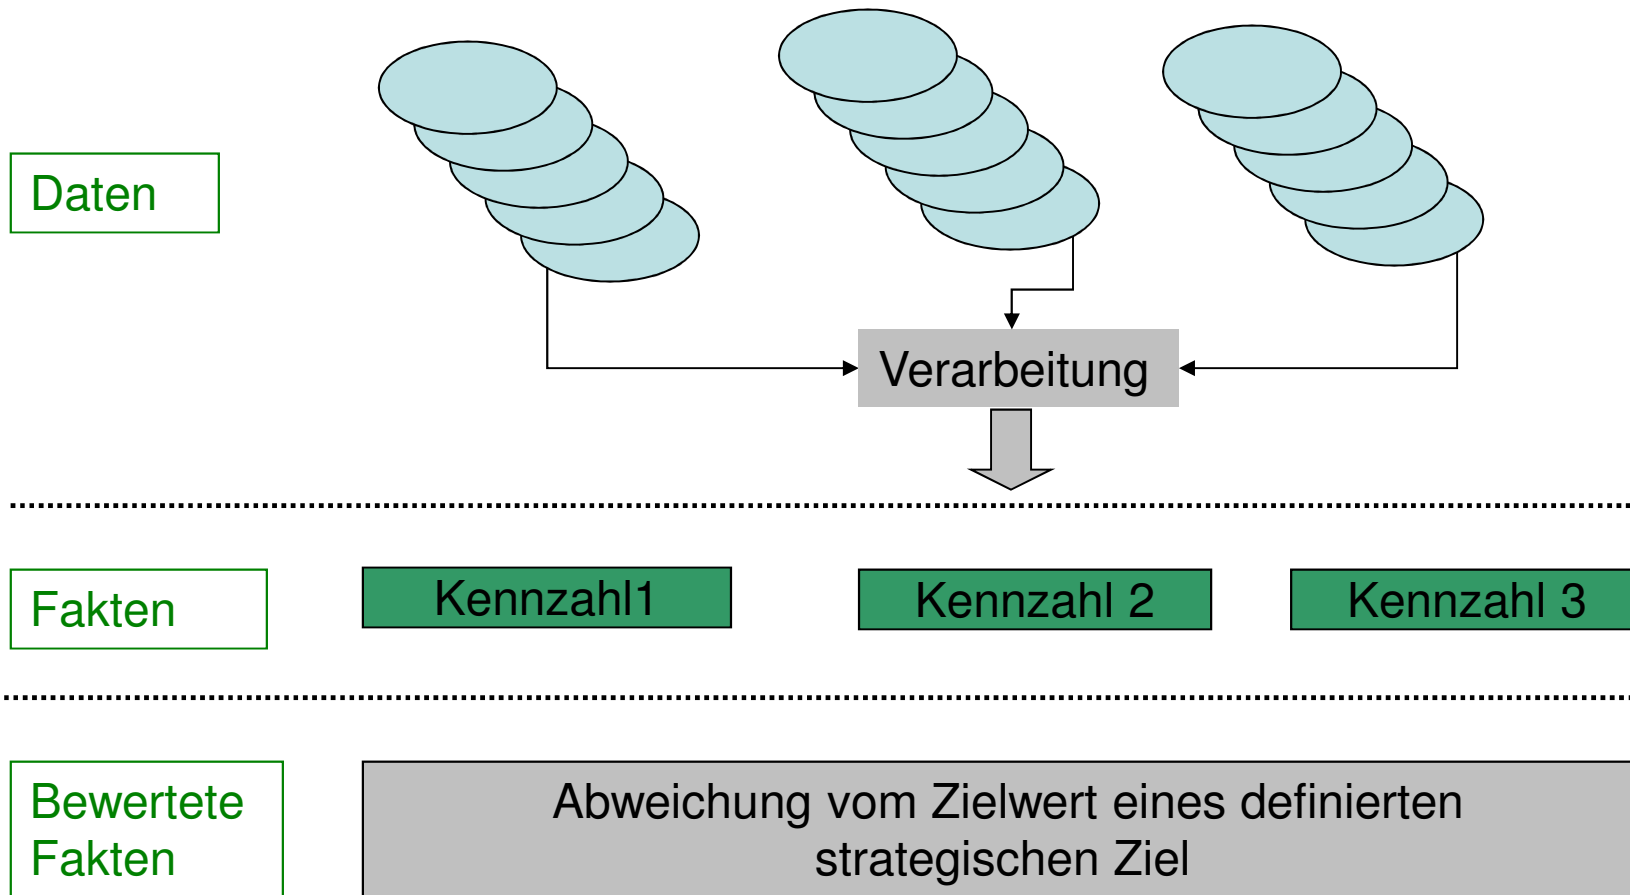 Daten
Verarbeitung
Fakten
Kennzahl1
Kennzahl 2
Kennzahl 3
Bewertete
Fakten
Abweichung vom Zielwert eines definierten
strategischen Ziel